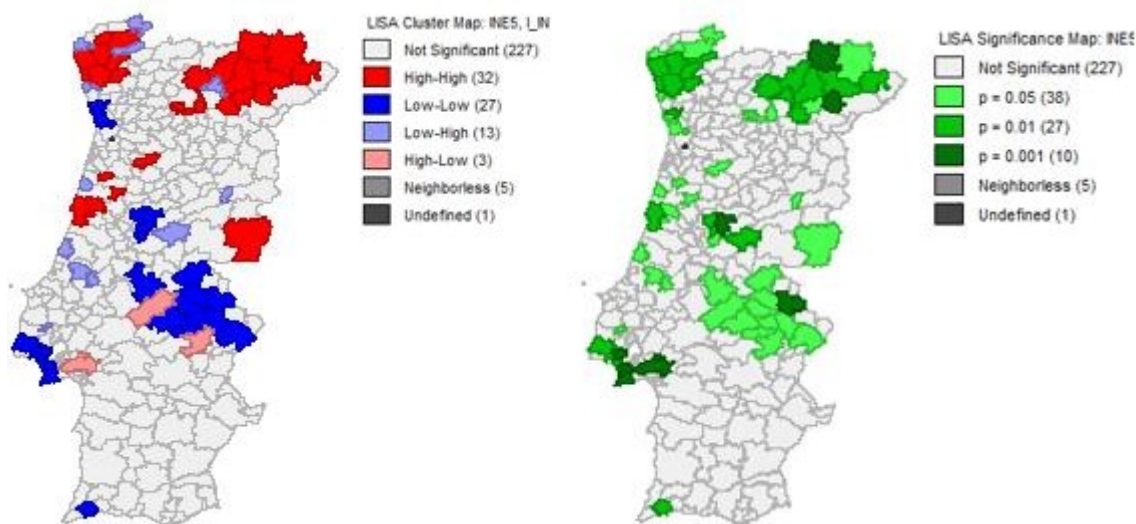 LISA Cluster Map: INE5, I_IN
Not Significant (227)
High-High (32)
Low-Low (27)
Low-High (13)
High-Low (3)
Neighborless (5)
Undefined (1)
LISA Significance Map: INE5
Not Significant (227)
p = 0.05 (38)
p = 0.01 (27)
p = 0.001 (10)
Neighborless (5)
Undefined (1)